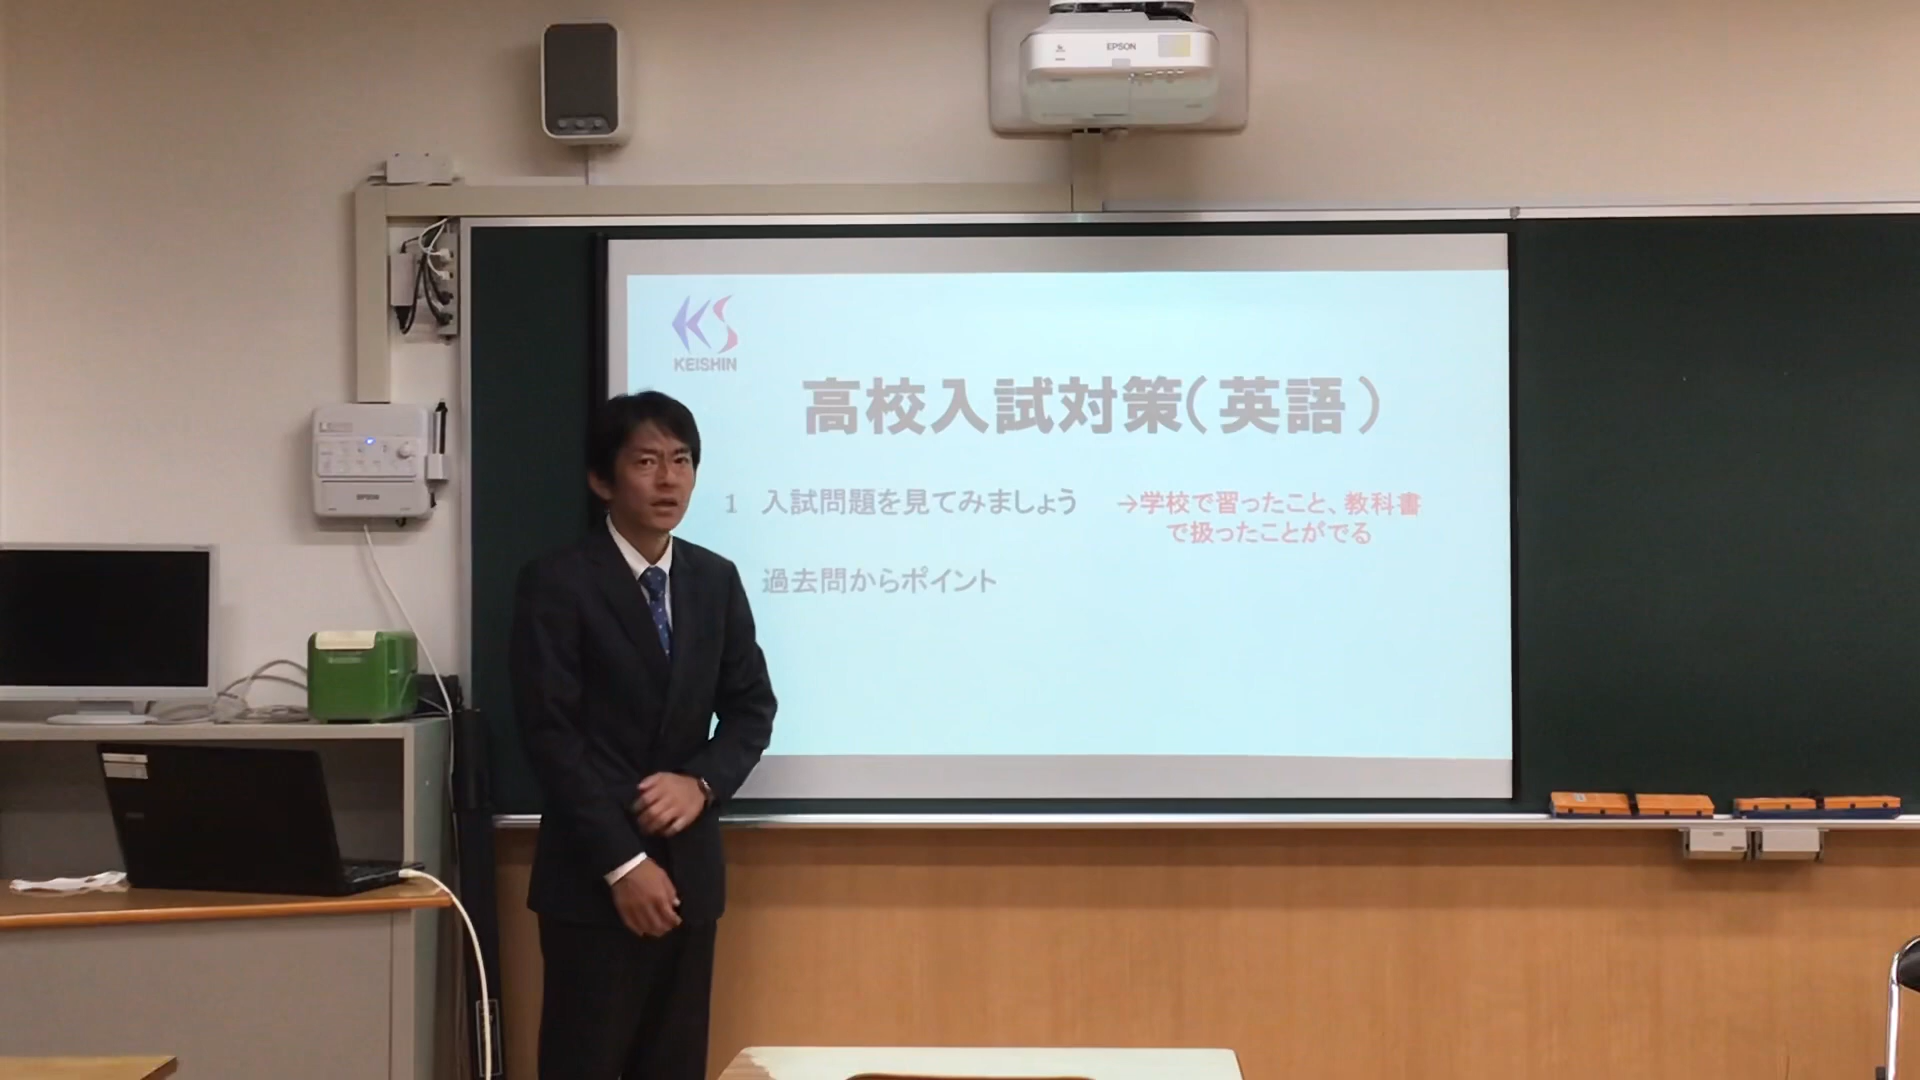 EPSON
KS
KEISHIN
高校入試対策（英語）
1 入試問題を見てみましょう →学校で習ったこと、教科書
で扱ったことがでる
過去問からポイント
EPSON